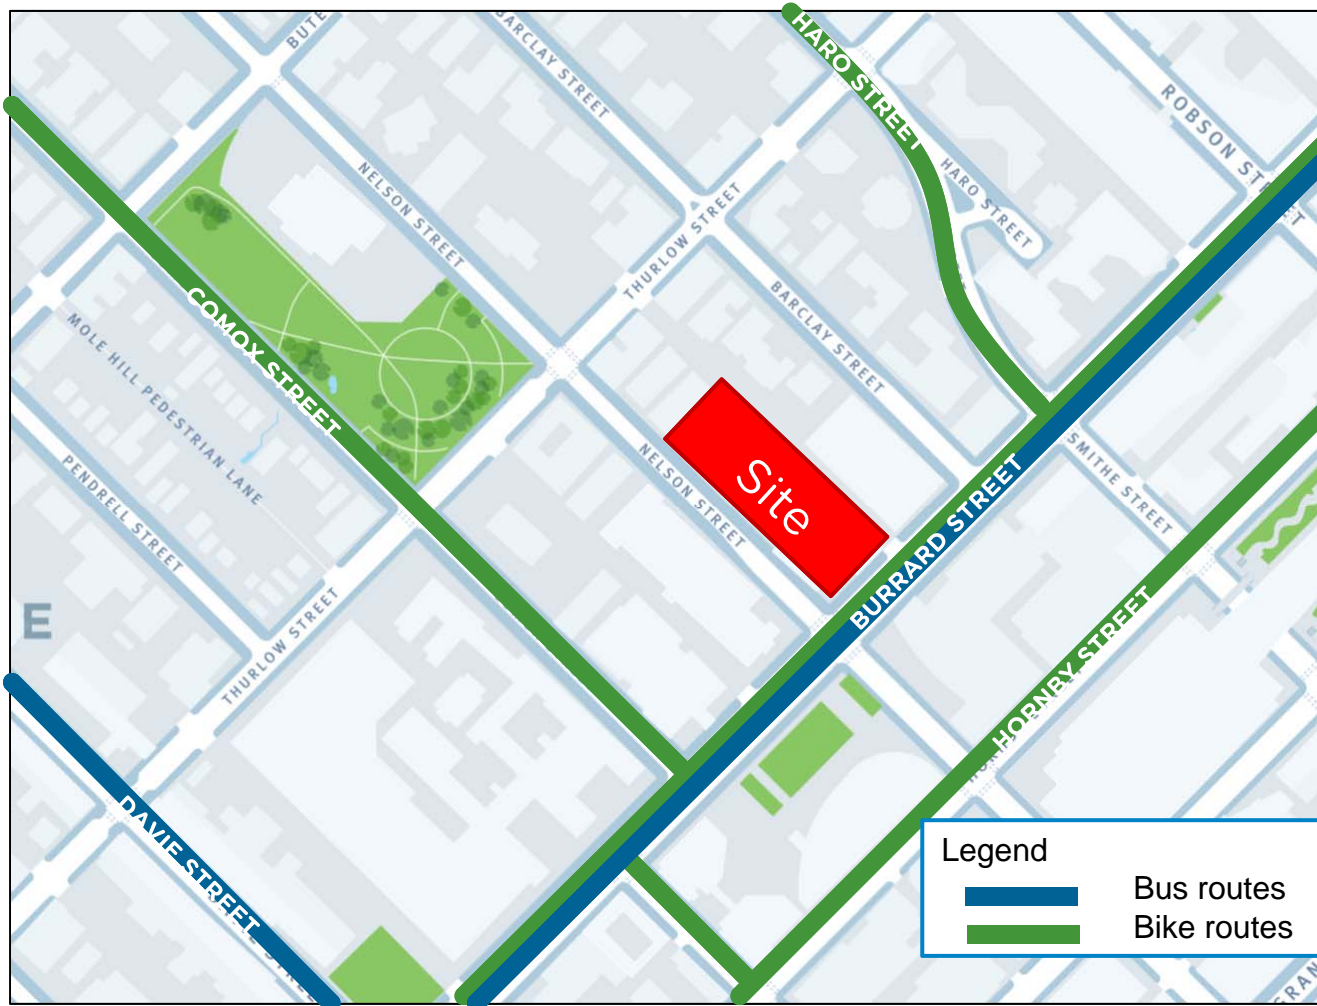 BUTE
BARCLAY STREET
HARO STREET
ROBSON STREET
NELSON STREET
HARO STREET
THURLOW STREET
BARCLAY STREET
COMOX STREET
MOLE HILL PEDESTRIAN LANE
PENDRELL STREET
NELSON STREET
Site
SMITHE STREET
BURRARD STREET
E
THURLOW STREET
HORNBY STREET
DAVIE STREET
Legend
Bus routes
Bike routes
GRAN